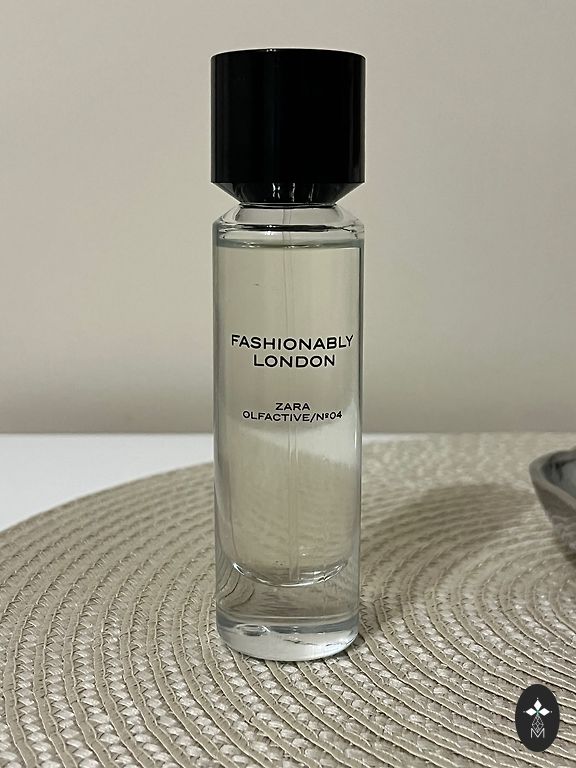 FASHIONABLY
LONDON
ZARA
OLFACTIVE/Nº04
M